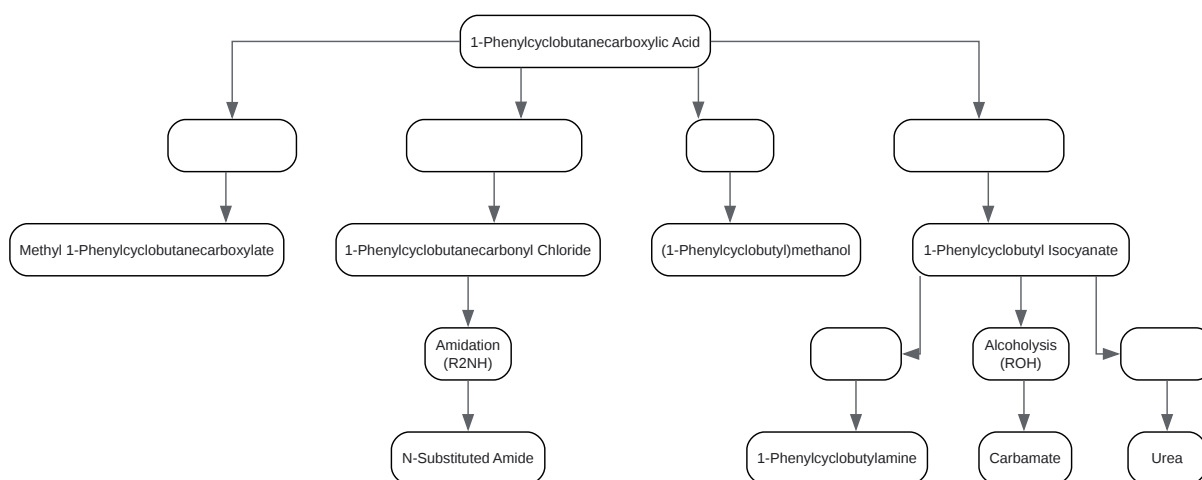 1-Phenylcyclobutanecarboxylic Acid
Methyl 1-Phenylcyclobutanecarboxylate
1-Phenylcyclobutanecarbonyl Chloride
(1-Phenylcyclobutyl)methanol
1-Phenylcyclobutyl Isocyanate
Amidation
(R2NH)
Alcoholysis
(ROH)
N-Substituted Amide
1-Phenylcyclobutylamine
Carbamate
Urea